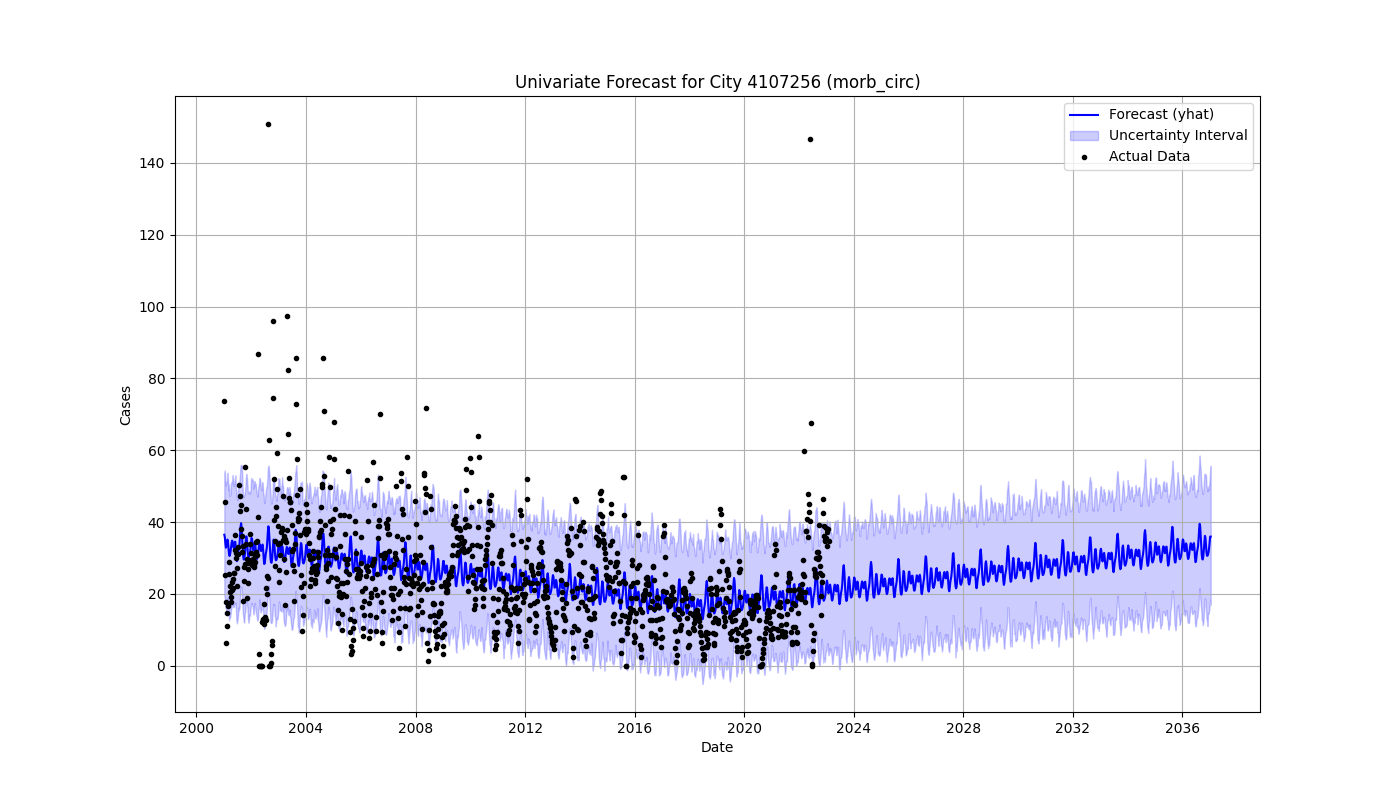 Univariate Forecast for City 4107256 (morb_circ)
Forecast (yhat)
Uncertainty Interval
Actual Data
Cases
140
120
100
80
60
40
20
0
2000 2004 2008 2012 2016 2020 2024 2028 2032 2036
Date